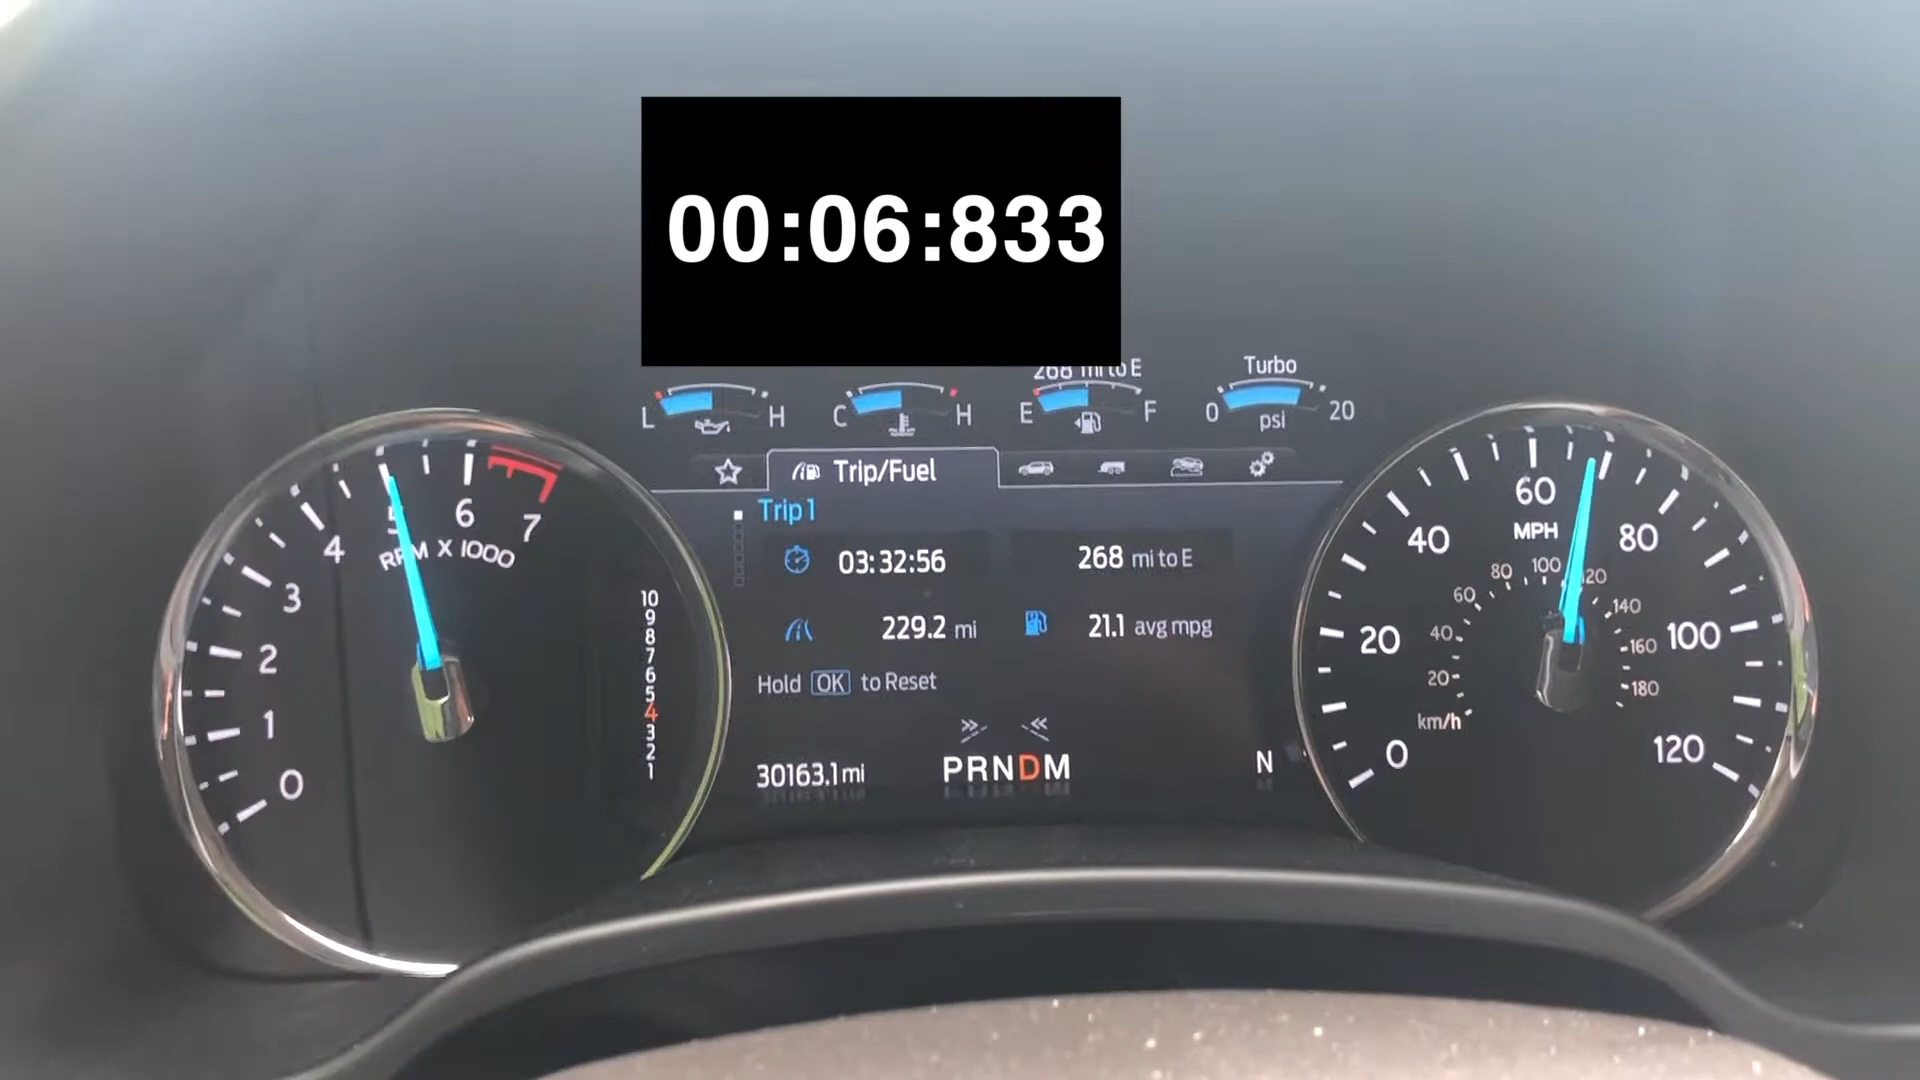 00:06:833
268 mi to E
Turbo
L H
C H
E F
0 psi 20
Trip/Fuel
Trip 1
03:32:56
268 mi to E
229.2 mi
21.1 avg mpg
Hold OK to Reset
30163.1 mi
PRNDM
N
0
1
2
3
4
5
6
7
RPM X 1000
10
9
8
7
6
5
4
3
2
1
0
20
40
60
80
100
120
MPH
km/h
20
40
60
80
100
120
140
160
180